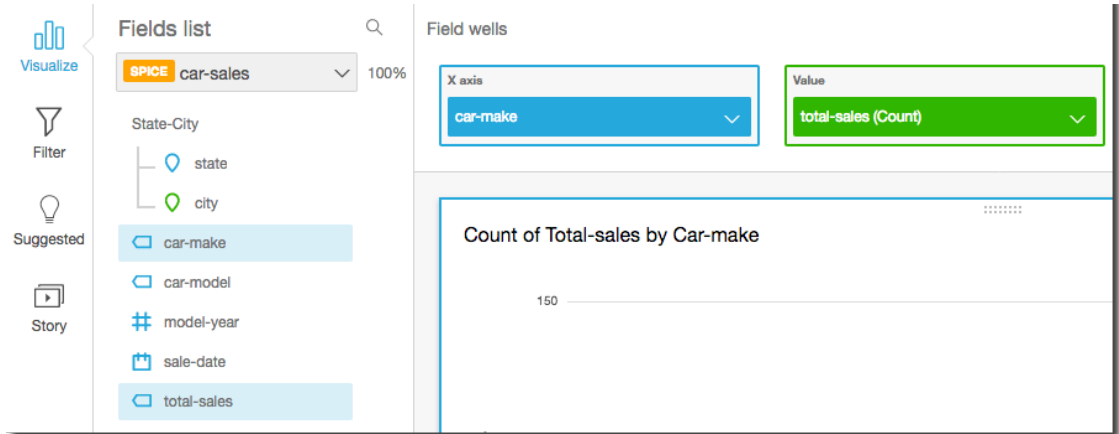 Visualize
Filter
Suggested
Story
Fields list
SPICE car-sales
100%
State-City
state
city
car-make
car-model
model-year
sale-date
total-sales
Field wells
X axis
car-make
Value
total-sales (Count)
Count of Total-sales by Car-make
150